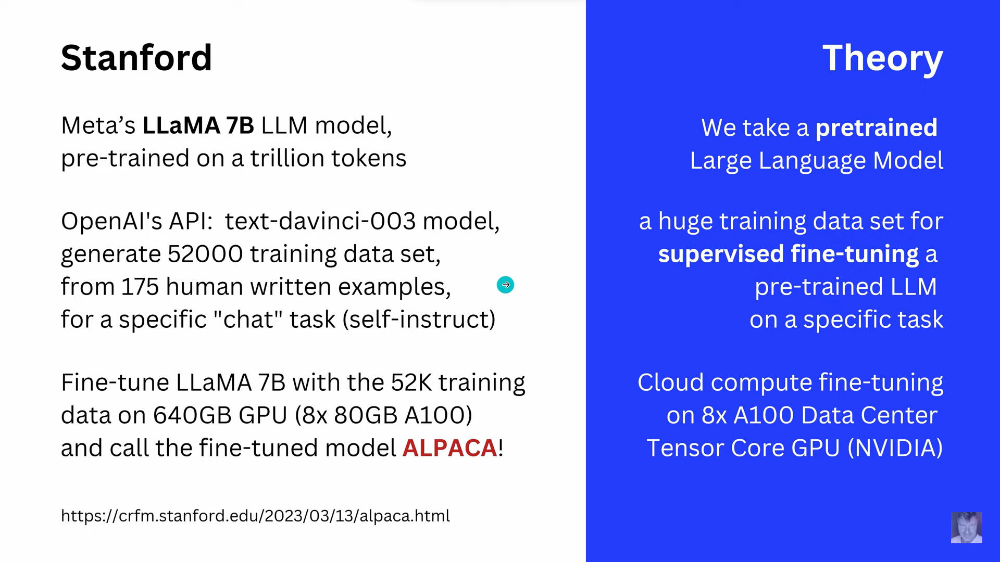 Stanford
Meta’s LLaMA 7B LLM model,
pre-trained on a trillion tokens
OpenAI's API:  text-davinci-003 model,
generate 52000 training data set,
from 175 human written examples,
for a specific "chat" task (self-instruct)
Fine-tune LLaMA 7B with the 52K training
data on 640GB GPU (8x 80GB A100)
and call the fine-tuned model ALPACA!
https://crfm.stanford.edu/2023/03/13/alpaca.html
Theory
We take a pretrained
Large Language Model
a huge training data set for
supervised fine-tuning a
pre-trained LLM
on a specific task
Cloud compute fine-tuning
on 8x A100 Data Center
Tensor Core GPU (NVIDIA)